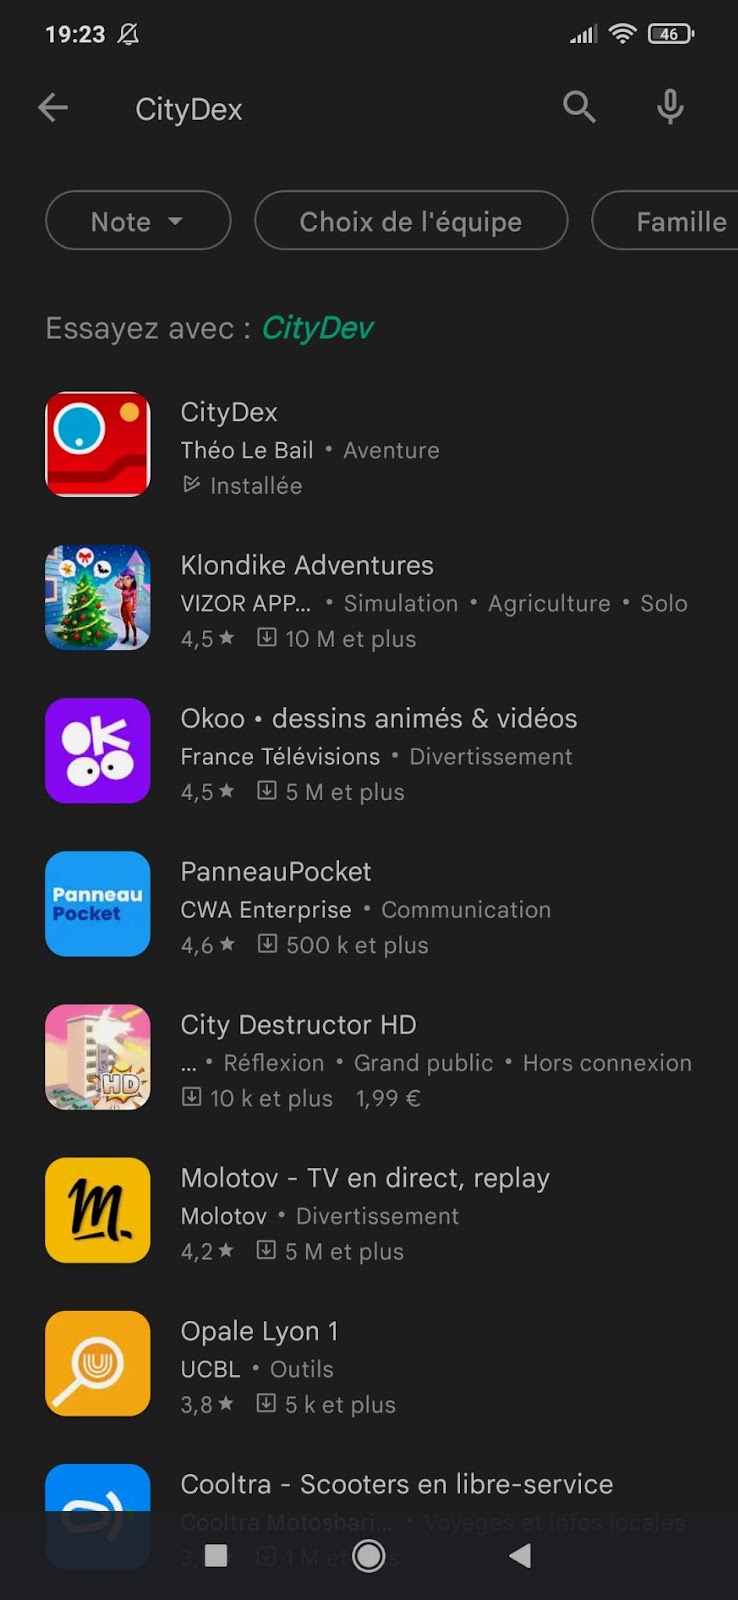 19:23
46
CityDex
Note
Choix de l'équipe
Famille
Essayez avec : CityDev
CityDex
Théo Le Bail • Aventure
Installée
Klondike Adventures
VIZOR APP... • Simulation • Agriculture • Solo
4,5★ 10 M et plus
OKOO
Okoo • dessins animés & vidéos
France Télévisions • Divertissement
4,5★ 5 M et plus
Panneau
Pocket
PanneauPocket
CWA Enterprise • Communication
4,6★ 500 k et plus
HD
City Destructor HD
... • Réflexion • Grand public • Hors connexion
10 k et plus 1,99 €
m.
Molotov - TV en direct, replay
Molotov • Divertissement
4,2★ 5 M et plus
Opale Lyon 1
UCBL • Outils
3,8★ 5 k et plus
Cooltra - Scooters en libre-service
Cooltra Motoshari... • Voyages et infos locales
1 M et